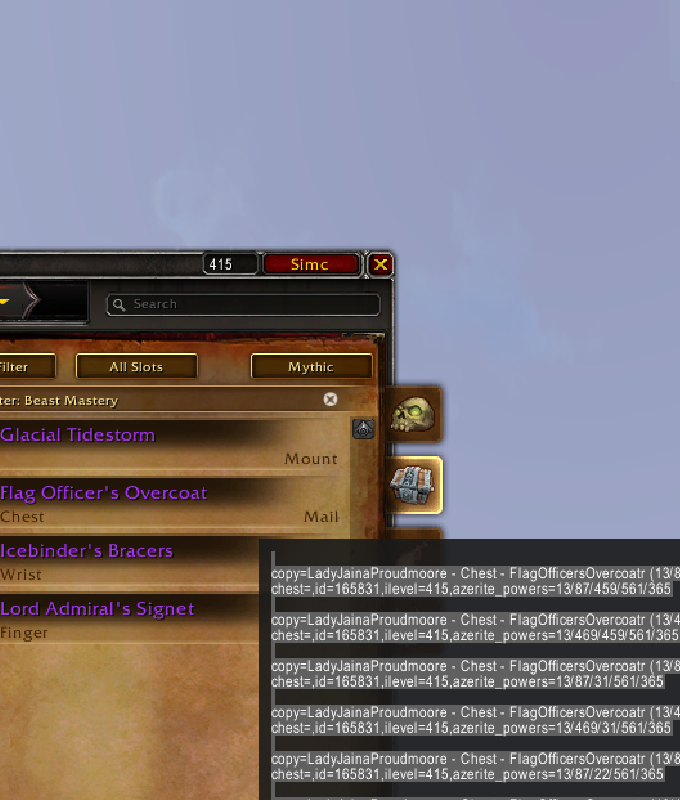 415
Simc
Search
All Slots
Mythic
Beast Mastery
Glacial Tidestorm
Mount
Flag Officer's Overcoat
Chest
Mail
Icebinder's Bracers
Wrist
Lord Admiral's Signet
Finger
copy=LadyJainaProudmoore - Chest - FlagOfficersOvercoatr (13/8
chest=,id=165831,ilevel=415,azerite_powers=13/87/459/561/365
copy=LadyJainaProudmoore - Chest - FlagOfficersOvercoatr (13/4
chest=,id=165831,ilevel=415,azerite_powers=13/469/459/561/365
copy=LadyJainaProudmoore - Chest - FlagOfficersOvercoatr (13/8
chest=,id=165831,ilevel=415,azerite_powers=13/87/31/561/365
copy=LadyJainaProudmoore - Chest - FlagOfficersOvercoatr (13/4
chest=,id=165831,ilevel=415,azerite_powers=13/469/31/561/365
copy=LadyJainaProudmoore - Chest - FlagOfficersOvercoatr (13/8
chest=,id=165831,ilevel=415,azerite_powers=13/87/22/561/365